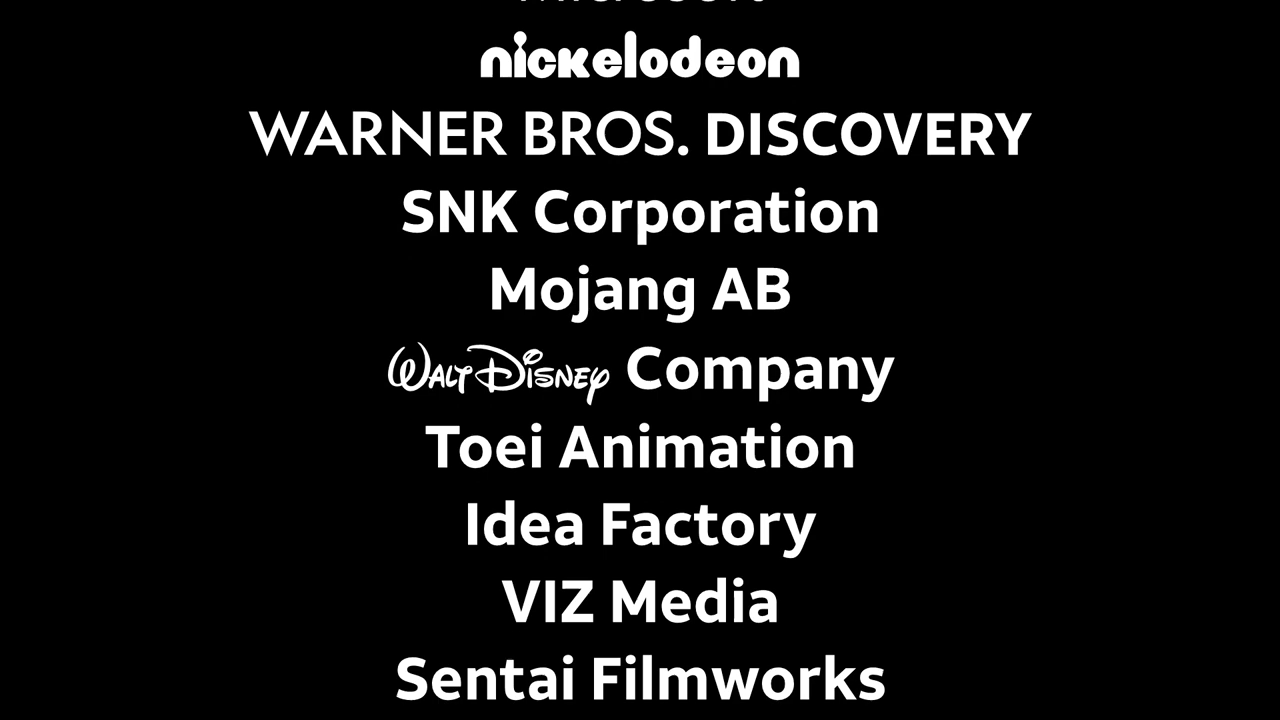 Microsoft
nickelodeon
WARNER BROS. DISCOVERY
SNK Corporation
Mojang AB
WALT DISNEY Company
Toei Animation
Idea Factory
VIZ Media
Sentai Filmworks